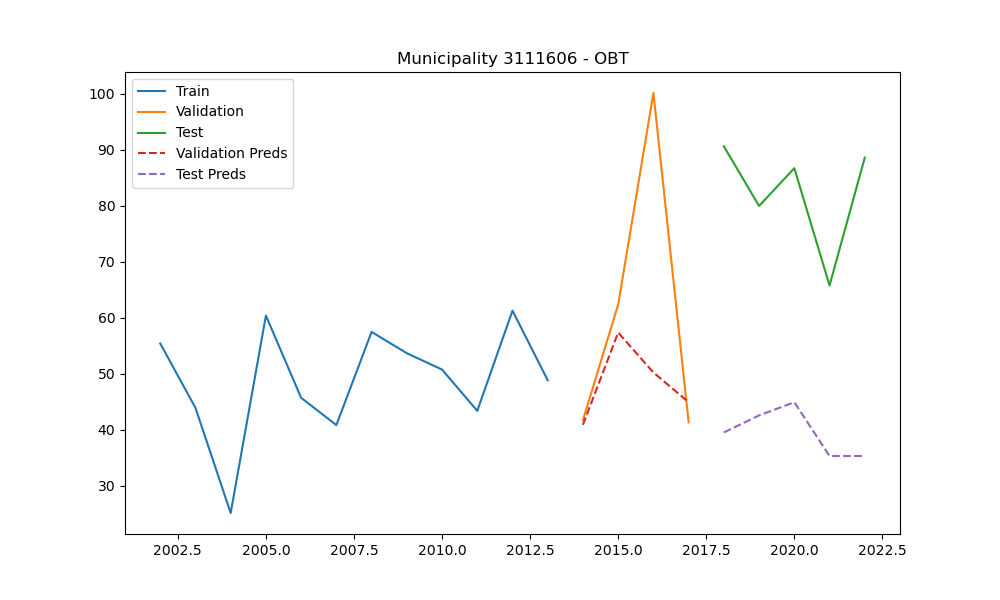 Municipality 3111606 - OBT
Train
Validation
Test
Validation Preds
Test Preds
100
90
80
70
60
50
40
30
2002.5 2005.0 2007.5 2010.0 2012.5 2015.0 2017.5 2020.0 2022.5